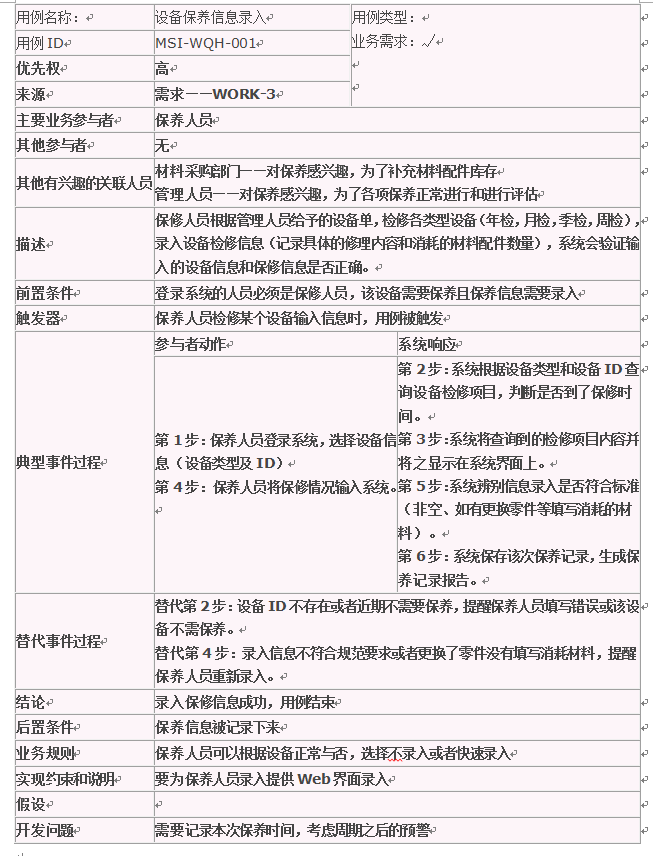 用例名称：
设备保养信息录入
用例类型：
业务需求：√
用例 ID
MSI-WQH-001
优先权
高
来源
需求——WORK-3
主要业务参与者
保养人员
其他参与者
无
其他有兴趣的关联人员
材料采购部门——对保养感兴趣，为了补充材料配件库存
管理人员——对保养感兴趣，为了各项保养正常进行和进行评估
描述
保修人员根据管理人员给予的设备单，检修各类型设备（年检，月检，季检，周检），
录入设备检修信息（记录具体的修理内容和消耗的材料配件数量），系统会验证输
入的设备信息和保修信息是否正确。
前置条件
登录系统的人员必须是保修人员，该设备需要保养且保养信息需要录入
触发器
保养人员检修某个设备输入信息时，用例被触发
典型事件过程
参与者动作
第 1 步：保养人员登录系统，选择设备信
息（设备类型及 ID）
第 4 步：保养人员将保修情况输入系统。
系统响应
第 2 步：系统根据设备类型和设备 ID 查
询设备检修项目，判断是否到了保修时
间。
第 3 步:系统将查询到的检修项目内容并
将之显示在系统界面上。
第 5 步:系统辨别信息录入是否符合标准
（非空、如有更换零件等填写消耗的材
料）。
第 6 步：系统保存该次保养记录，生成保
养记录报告。
替代事件过程
替代第 2 步：设备 ID 不存在或者近期不需要保养，提醒保养人员填写错误或该设
备不需保养。
替代第 4 步：录入信息不符合规范要求或者更换了零件没有填写消耗材料，提醒
保养人员重新录入。
结论
录入保修信息成功，用例结束
后置条件
保养信息被记录下来
业务规则
保养人员可以根据设备正常与否，选择不录入或者快速录入
实现约束和说明
要为保养人员录入提供 Web 界面录入
假设
开发问题
需要记录本次保养时间，考虑周期之后的预警